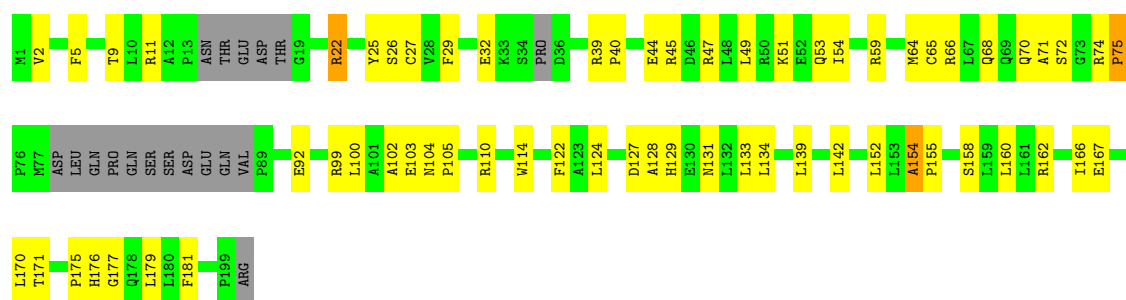 M1 V2 F5 T9 L10 R11 A12 P13 ASN THR GLU ASP THR G19 R22 Y25 S26 C27 V28 F29 E32 K33 S34 PRO D36 R39 P40 E44 R45 D46 R47 L48 L49 R50 K51 E52 Q53 I54 R59 M64 C65 R66 L67 Q68 Q69 Q70 A71 S72 G73 R74 P75
P76 M77 ASP LEU GLN PRO GLN SER SER ASP GLU GLN VAL P89 E92 R99 L100 A101 A102 E103 N104 P105 R110 W114 F122 A123 L124 D127 A128 H129 E130 N131 L132 L133 L134 L139 L142 L152 L153 A154 P155 S158 L159 L160 L161 R162 I166 E167
L170 T171 P175 H176 G177 Q178 L179 L180 F181 P199 ARG